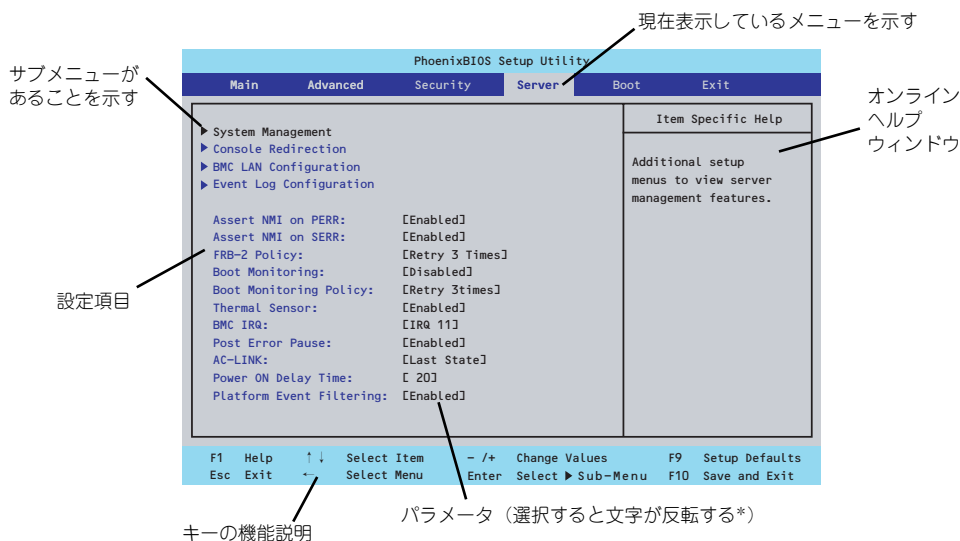 現在表示しているメニューを示す
サブメニューが
あることを示す
PhoenixBIOS Setup Utility
Main Advanced Security Server Boot Exit
オンライン
ヘルプ
ウィンドウ
Item Specific Help
Additional setup
menus to view server
management features.
▶ System Management
▶ Console Redirection
▶ BMC LAN Configuration
▶ Event Log Configuration
Assert NMI on PERR: [Enabled]
Assert NMI on SERR: [Enabled]
FRB-2 Policy: [Retry 3 Times]
Boot Monitoring: [Disabled]
Boot Monitoring Policy: [Retry 3times]
Thermal Sensor: [Enabled]
BMC IRQ: [IRQ 11]
Post Error Pause: [Enabled]
AC-LINK: [Last State]
Power ON Delay Time: [ 20]
Platform Event Filtering: [Enabled]
設定項目
F1 Help ↑↓ Select Item - /+ Change Values F9 Setup Defaults
Esc Exit ← Select Menu Enter Select ▶ Sub-Menu F10 Save and Exit
パラメータ（選択すると文字が反転する*）
キーの機能説明